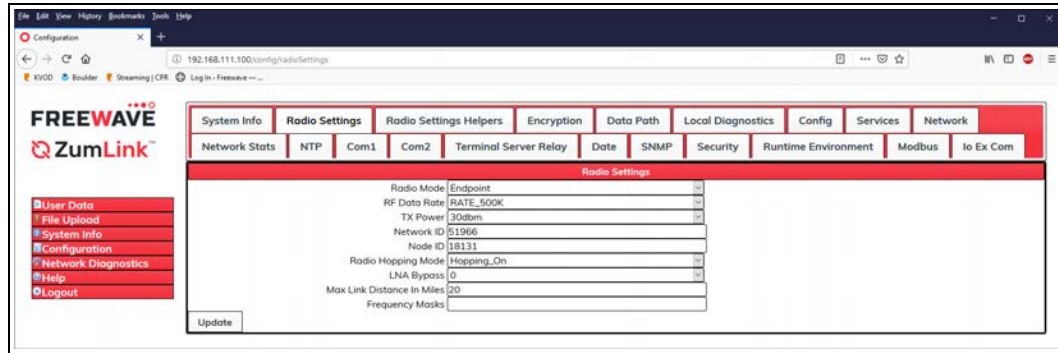 File Edit View History Bookmarks Tools Help
Configuration
192.168.111.100/config/radioSettings
KVOD Boulder Streaming | CPR Log In - Freewave —...
FREEWAVE
ZumLink™
System Info Radio Settings Radio Settings Helpers Encryption Data Path Local Diagnostics Config Services Network
Network Stats NTP Com1 Com2 Terminal Server Relay Date SNMP Security Runtime Environment Modbus Io Ex Com
User Data
File Upload
System Info
Configuration
Network Diagnostics
Help
Logout
Radio Settings
Radio Mode Endpoint
RF Data Rate RATE_500K
TX Power 30dbm
Network ID 51966
Node ID 18131
Radio Hopping Mode Hopping_On
LNA Bypass 0
Max Link Distance In Miles 20
Frequency Masks
Update